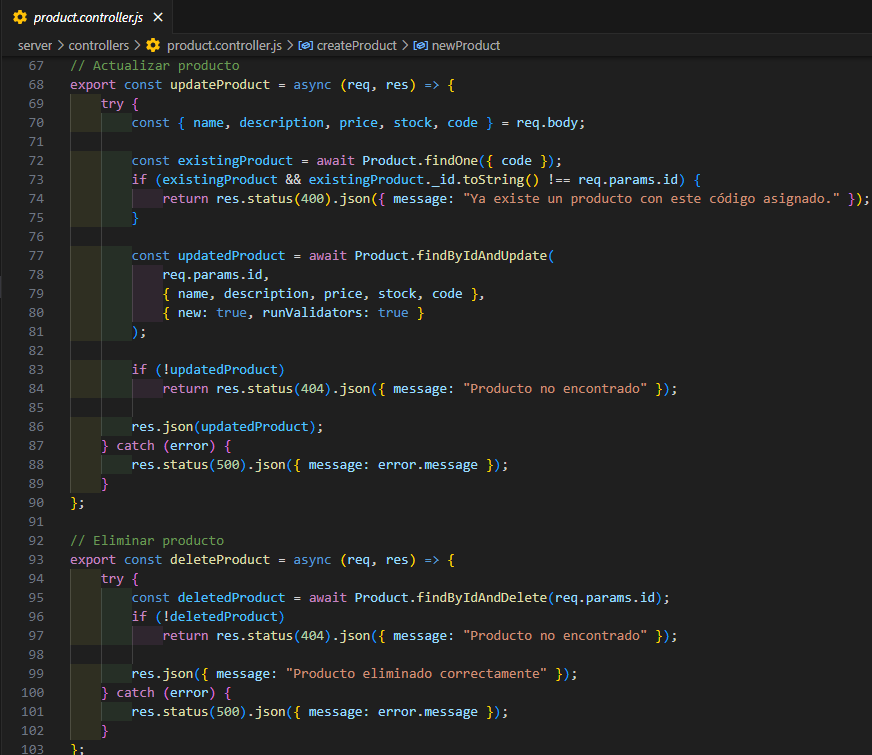 product.controller.js ×
server > controllers > product.controller.js > createProduct > newProduct
67 // Actualizar producto
68 export const updateProduct = async (req, res) => {
69     try {
70         const { name, description, price, stock, code } = req.body;
71
72         const existingProduct = await Product.findOne({ code });
73         if (existingProduct && existingProduct._id.toString() !== req.params.id) {
74             return res.status(400).json({ message: "Ya existe un producto con este código asignado." });
75         }
76
77         const updatedProduct = await Product.findByIdAndUpdate(
78             req.params.id,
79             { name, description, price, stock, code },
80             { new: true, runValidators: true }
81         );
82
83         if (!updatedProduct)
84             return res.status(404).json({ message: "Producto no encontrado" });
85
86         res.json(updatedProduct);
87     } catch (error) {
88         res.status(500).json({ message: error.message });
89     }
90 };
91
92 // Eliminar producto
93 export const deleteProduct = async (req, res) => {
94     try {
95         const deletedProduct = await Product.findByIdAndDelete(req.params.id);
96         if (!deletedProduct)
97             return res.status(404).json({ message: "Producto no encontrado" });
98
99         res.json({ message: "Producto eliminado correctamente" });
100     } catch (error) {
101         res.status(500).json({ message: error.message });
102     }
103 };